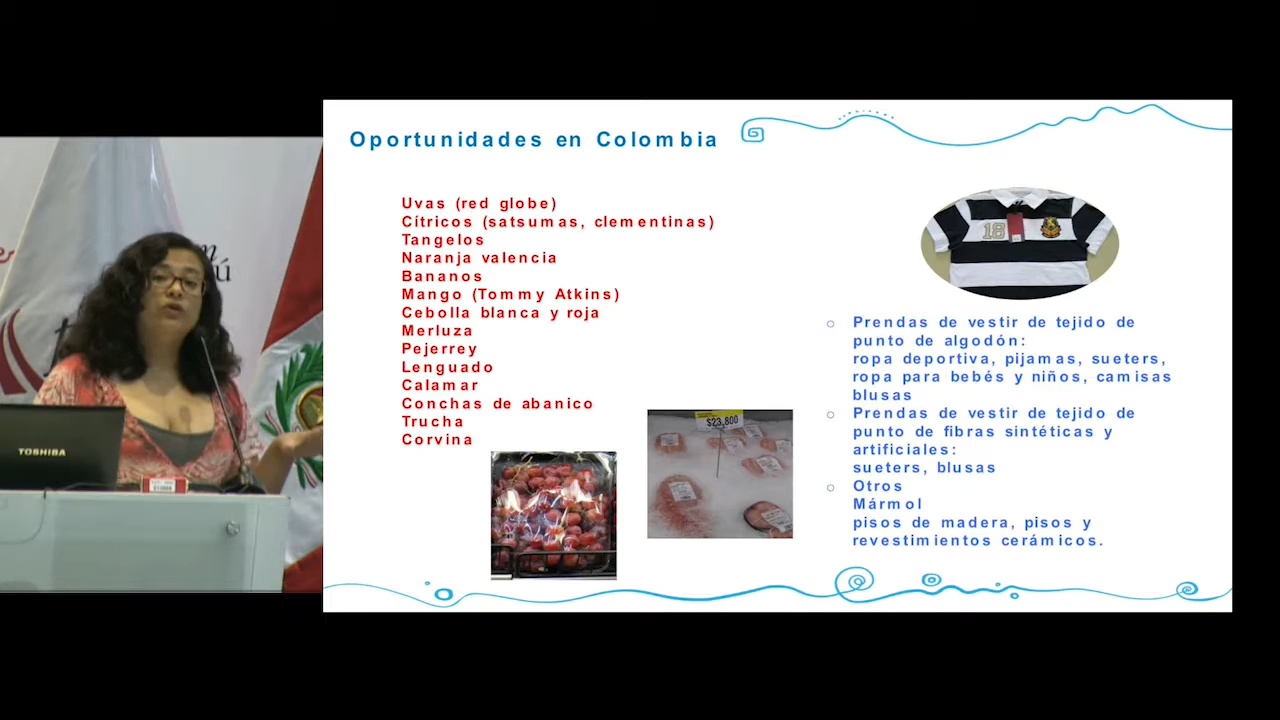 Oportunidades en Colombia
Uvas (red globe)
Cítricos (satsumas, clementinas)
Tangelos
Naranja valencia
Bananos
Mango (Tommy Atkins)
Cebolla blanca y roja
Merluza
Pejerrey
Lenguado
Calamar
Conchas de abanico
Trucha
Corvina
18
$23,800
o Prendas de vestir de tejido de
punto de algodón:
ropa deportiva, pijamas, sueters,
ropa para bebés y niños, camisas
blusas
o Prendas de vestir de tejido de
punto de fibras sintéticas y
artificiales:
sueters, blusas
o Otros
Mármol
pisos de madera, pisos y
revestimientos cerámicos.
TOSHIBA